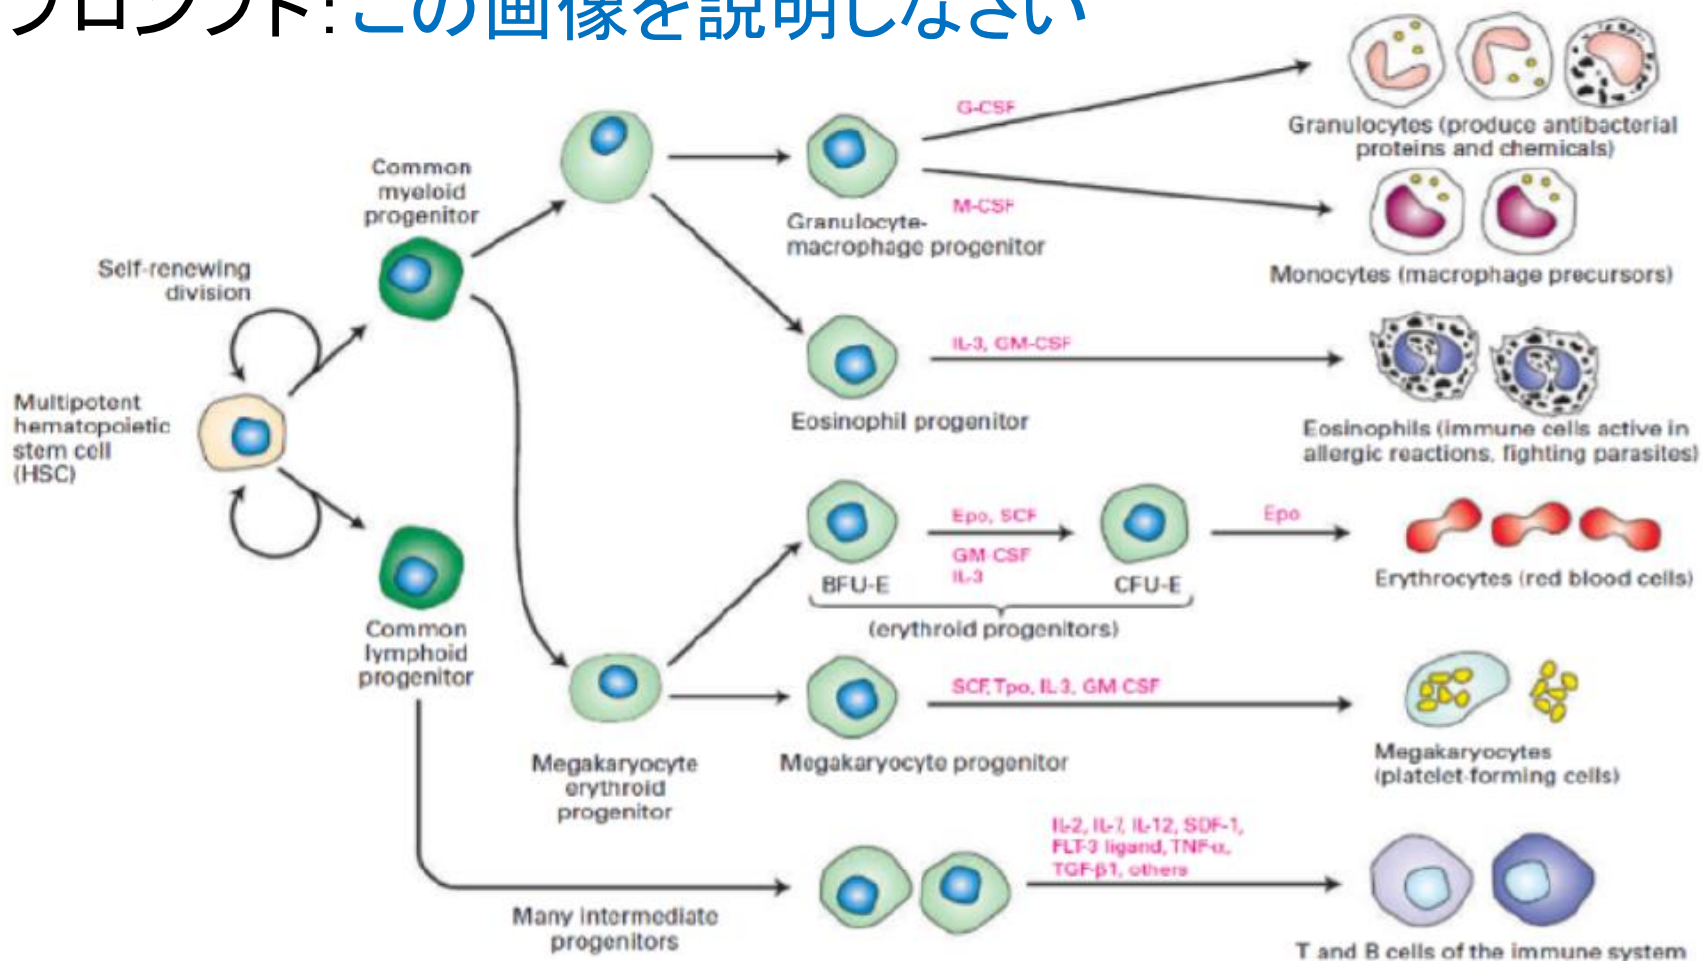 プロンプト：この画像を説明しなさい
G-CSF
Granulocytes (produce antibacterial
proteins and chemicals)
Common
myeloid
progenitor
M-CSF
Granulocyte-
macrophage progenitor
Monocytes (macrophage precursors)
Self-renewing
division
IL-3, GM-CSF
Multipotent
hematopoietic
stem cell
(HSC)
Eosinophil progenitor
Eosinophils (immune cells active in
allergic reactions, fighting parasites)
Epo, SCF
GM-CSF
IL-3
Epo
BFU-E
CFU-E
Erythrocytes (red blood cells)
(erythroid progenitors)
Common
lymphoid
progenitor
SCF, Tpo, IL-3, GM-CSF
Megakaryocyte
erythroid
progenitor
Megakaryocyte progenitor
Megakaryocytes
(platelet-forming cells)
IL-2, IL-7, IL-12, SDF-1,
FLT-3 ligand, TNF-α,
TGF-β1, others
Many intermediate
progenitors
T and B cells of the immune system